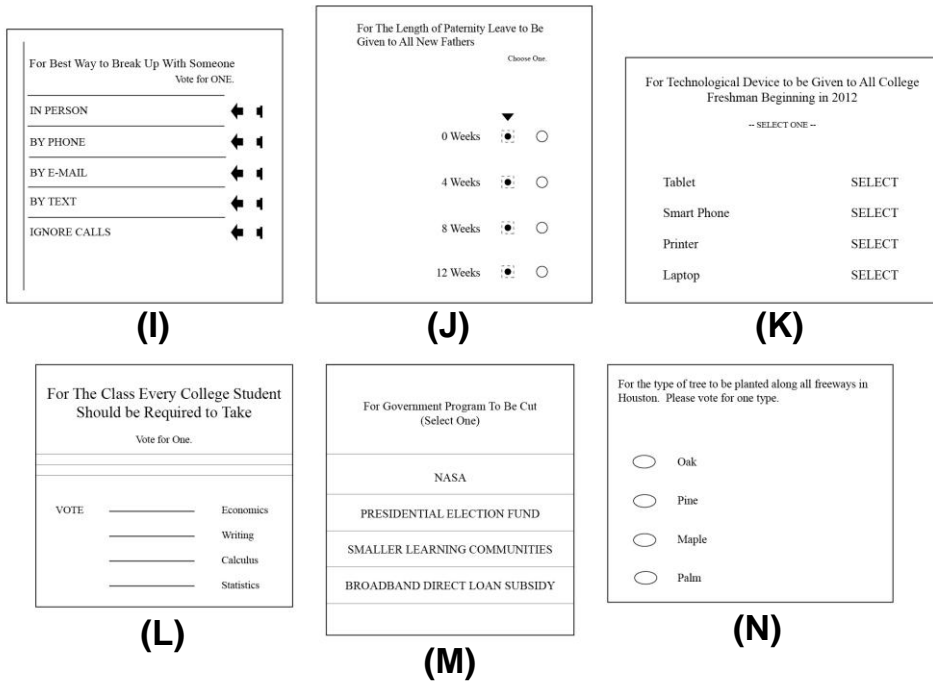 For Best Way to Break Up With Someone
Vote for ONE.
IN PERSON
BY PHONE
BY E-MAIL
BY TEXT
IGNORE CALLS
(I)
For The Length of Paternity Leave to Be
Given to All New Fathers
Choose One.
0 Weeks
4 Weeks
8 Weeks
12 Weeks
(J)
For Technological Device to be Given to All College
Freshman Beginning in 2012
-- SELECT ONE --
Tablet SELECT
Smart Phone SELECT
Printer SELECT
Laptop SELECT
(K)
For The Class Every College Student
Should be Required to Take
Vote for One.
VOTE Economics
Writing
Calculus
Statistics
(L)
For Government Program To Be Cut
(Select One)
NASA
PRESIDENTIAL ELECTION FUND
SMALLER LEARNING COMMUNITIES
BROADBAND DIRECT LOAN SUBSIDY
(M)
For the type of tree to be planted along all freeways in
Houston. Please vote for one type.
Oak
Pine
Maple
Palm
(N)